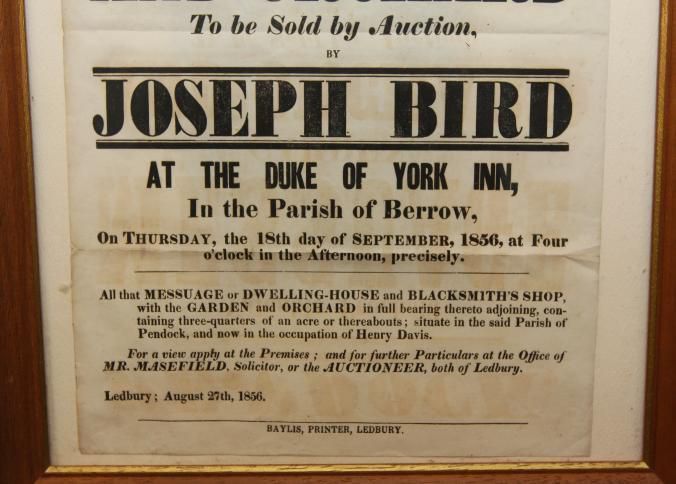 To be Sold by Auction,
BY
JOSEPH BIRD
AT THE DUKE OF YORK INN,
In the Parish of Berrow,
On THURSDAY, the 18th day of SEPTEMBER, 1856, at Four
o'clock in the Afternoon, precisely.
All that MESSUAGE or DWELLING-HOUSE and BLACKSMITH'S SHOP,
with the GARDEN and ORCHARD in full bearing thereto adjoining, con-
taining three-quarters of an acre or thereabouts; situate in the said Parish of
Pendock, and now in the occupation of Henry Davis.
For a view apply at the Premises; and for further Particulars at the Office of
MR. MASEFIELD, Solicitor, or the AUCTIONEER, both of Ledbury.
Ledbury; August 27th, 1856.
BAYLIS, PRINTER, LEDBURY.